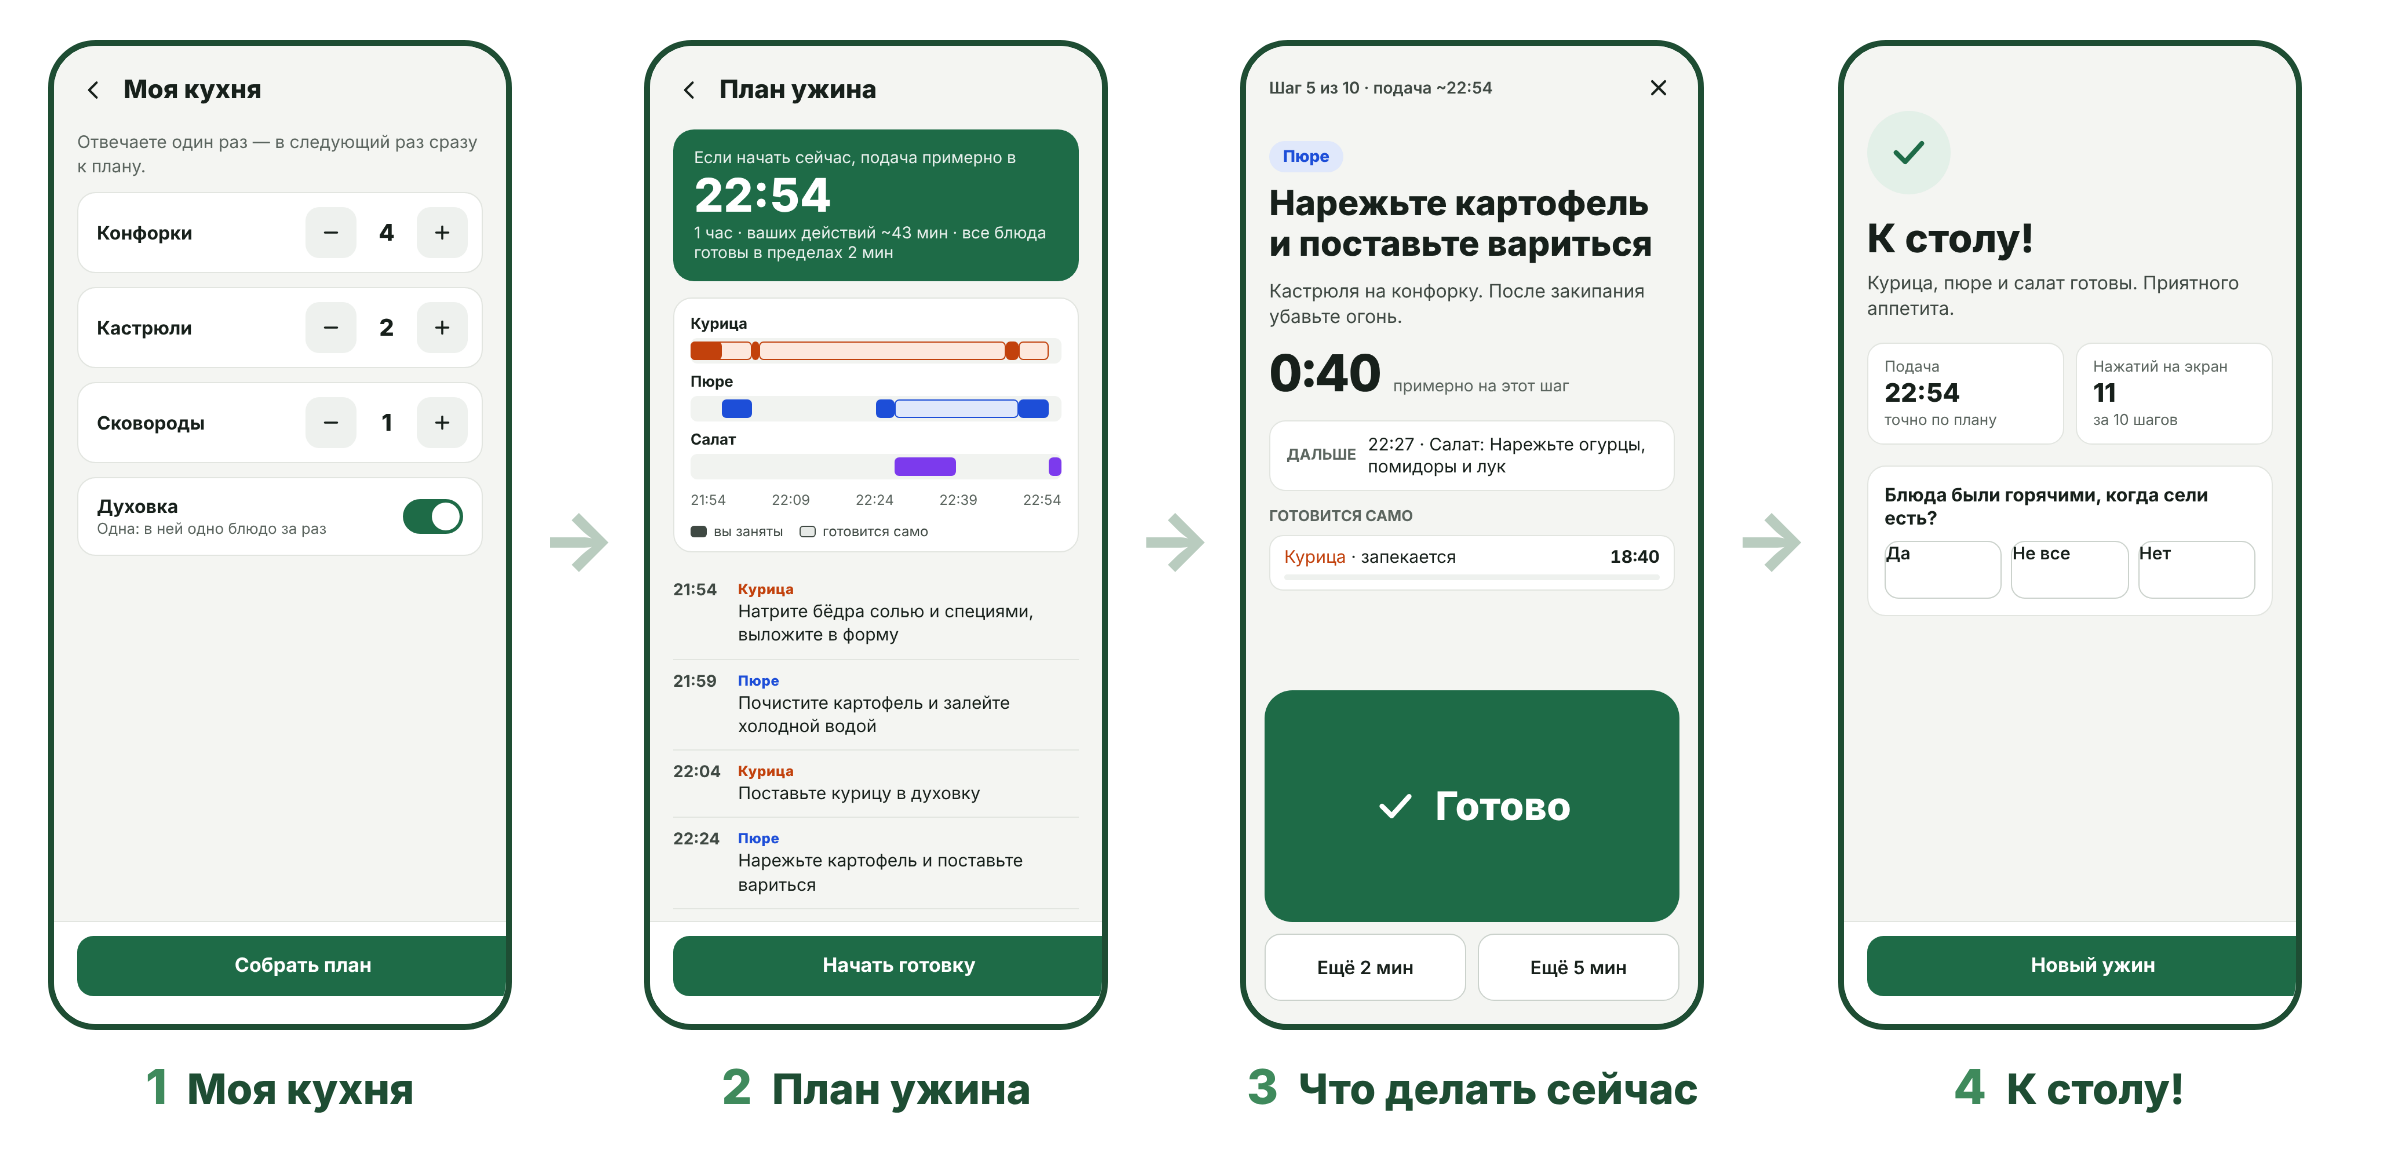 Моя кухня
Отвечаете один раз — в следующий раз сразу
к плану.
Конфорки − 4 +
Кастрюли − 2 +
Сковороды − 1 +
Духовка
Одна: в ней одно блюдо за раз
Собрать план
1 Моя кухня
План ужина
Если начать сейчас, подача примерно в
22:54
1 час · ваших действий ~43 мин · все блюда
готовы в пределах 2 мин
Курица
Пюре
Салат
21:54 22:09 22:24 22:39 22:54
вы заняты готовится само
21:54 Курица
Натрите бёдра солью и специями,
выложите в форму
21:59 Пюре
Почистите картофель и залейте
холодной водой
22:04 Курица
Поставьте курицу в духовку
22:24 Пюре
Нарежьте картофель и поставьте
вариться
Начать готовку
2 План ужина
Шаг 5 из 10 · подача ~22:54
Пюре
Нарежьте картофель
и поставьте вариться
Кастрюля на конфорку. После закипания
убавьте огонь.
0:40 примерно на этот шаг
ДАЛЬШЕ 22:27 · Салат: Нарежьте огурцы,
помидоры и лук
ГОТОВИТСЯ САМО
Курица · запекается 18:40
Готово
Ещё 2 мин Ещё 5 мин
3 Что делать сейчас
К столу!
Курица, пюре и салат готовы. Приятного
аппетита.
Подача
22:54
точно по плану
Нажатий на экран
11
за 10 шагов
Блюда были горячими, когда сели
есть?
Да Не все Нет
Новый ужин
4 К столу!